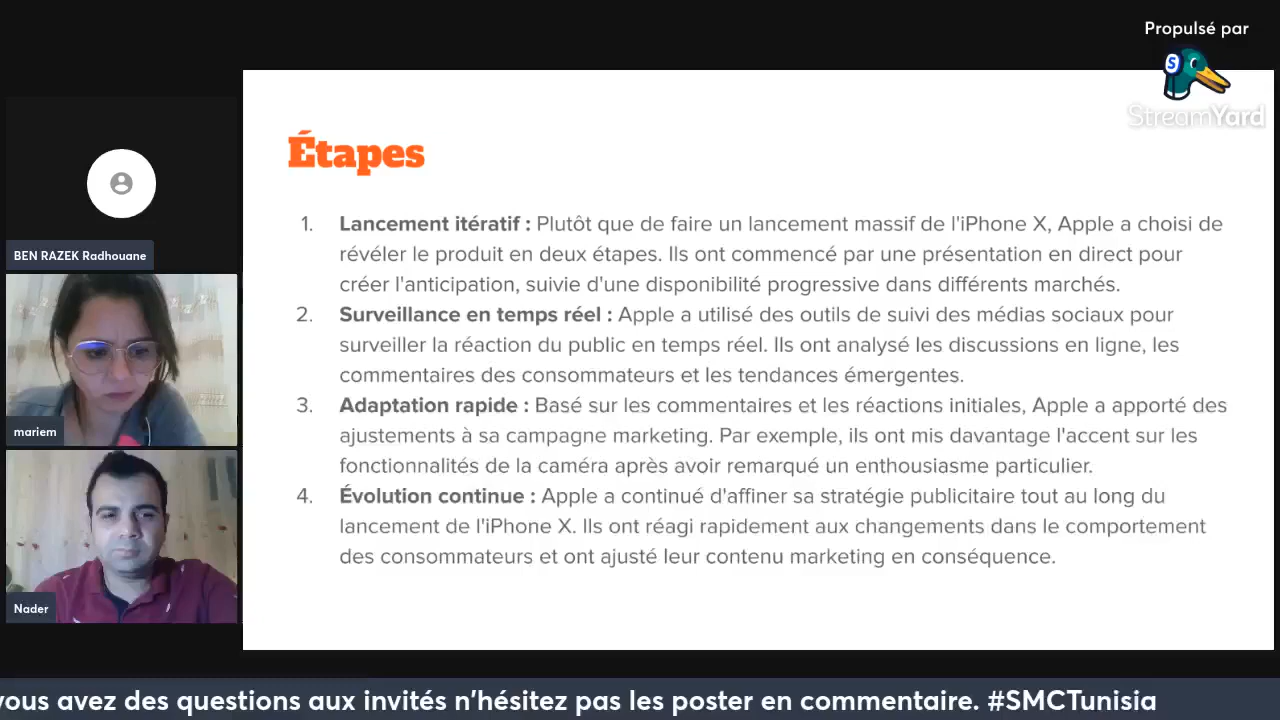 Propulsé par
S
StreamYard
BEN RAZEK Radhouane
mariem
Nader
Étapes
1. Lancement itératif : Plutôt que de faire un lancement massif de l'iPhone X, Apple a choisi de
révéler le produit en deux étapes. Ils ont commencé par une présentation en direct pour
créer l'anticipation, suivie d'une disponibilité progressive dans différents marchés.
2. Surveillance en temps réel : Apple a utilisé des outils de suivi des médias sociaux pour
surveiller la réaction du public en temps réel. Ils ont analysé les discussions en ligne, les
commentaires des consommateurs et les tendances émergentes.
3. Adaptation rapide : Basé sur les commentaires et les réactions initiales, Apple a apporté des
ajustements à sa campagne marketing. Par exemple, ils ont mis davantage l'accent sur les
fonctionnalités de la caméra après avoir remarqué un enthousiasme particulier.
4. Évolution continue : Apple a continué d'affiner sa stratégie publicitaire tout au long du
lancement de l'iPhone X. Ils ont réagi rapidement aux changements dans le comportement
des consommateurs et ont ajusté leur contenu marketing en conséquence.
vous avez des questions aux invités n'hésitez pas les poster en commentaire. #SMCTunisia